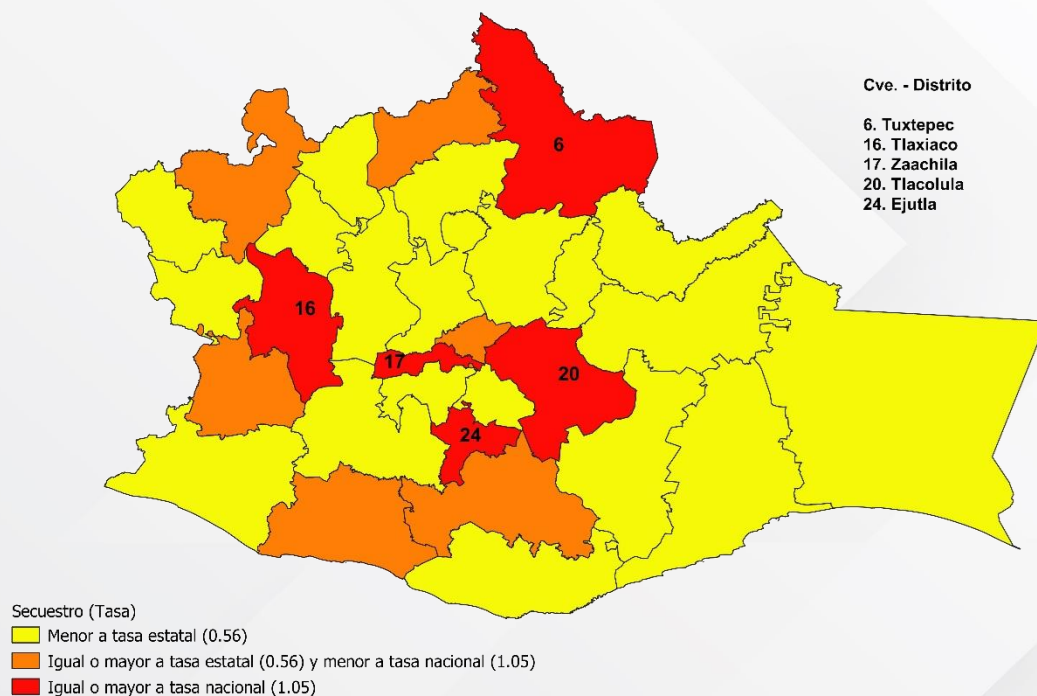 Cve. - Distrito
6. Tuxtepec
16. Tlaxiaco
17. Zaachila
20. Tlacolula
24. Ejutla
6
16
17
20
24
Secuestro (Tasa)
Menor a tasa estatal (0.56)
Igual o mayor a tasa estatal (0.56) y menor a tasa nacional (1.05)
Igual o mayor a tasa nacional (1.05)